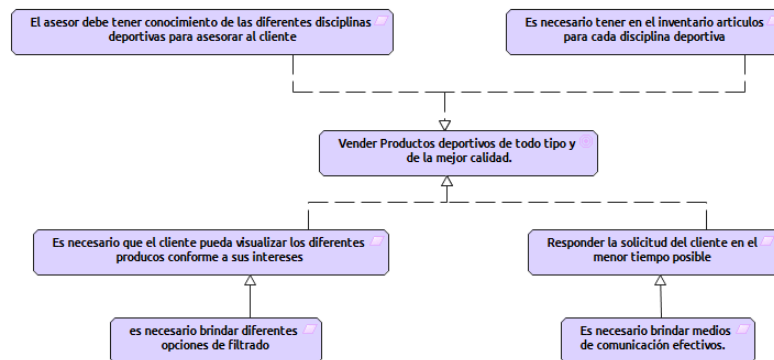 El asesor debe tener conocimiento de las diferentes disciplinas
deportivas para asesorar al cliente
Es necesario tener en el inventario articulos
para cada disciplina deportiva
Vender Productos deportivos de todo tipo y
de la mejor calidad.
Es necesario que el cliente pueda visualizar los diferentes
producos conforme a sus intereses
Responder la solicitud del cliente en el
menor tiempo posible
es necesario brindar diferentes
opciones de filtrado
Es necesario brindar medios
de comunicación efectivos.